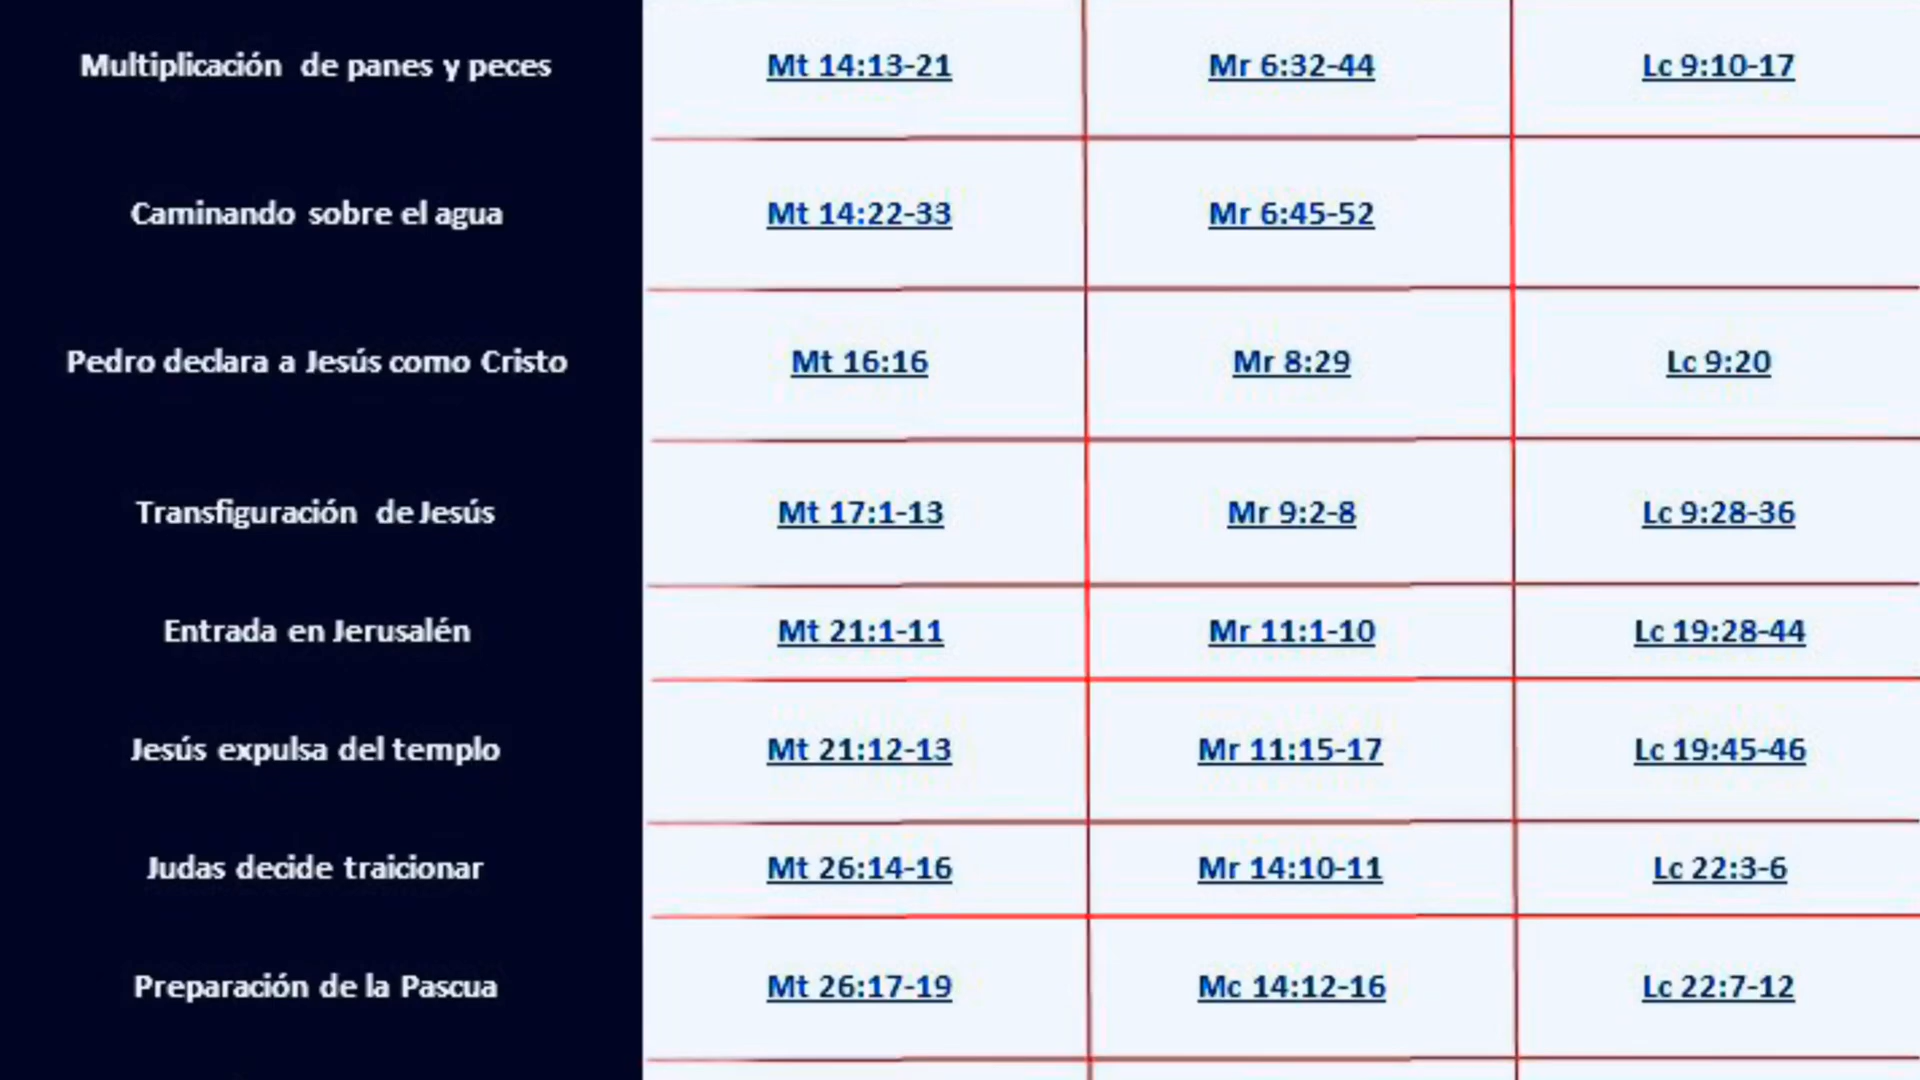 Multiplicación de panes y peces Mt 14:13-21 Mr 6:32-44 Lc 9:10-17
Caminando sobre el agua Mt 14:22-33 Mr 6:45-52
Pedro declara a Jesús como Cristo Mt 16:16 Mr 8:29 Lc 9:20
Transfiguración de Jesús Mt 17:1-13 Mr 9:2-8 Lc 9:28-36
Entrada en Jerusalén Mt 21:1-11 Mr 11:1-10 Lc 19:28-44
Jesús expulsa del templo Mt 21:12-13 Mr 11:15-17 Lc 19:45-46
Judas decide traicionar Mt 26:14-16 Mr 14:10-11 Lc 22:3-6
Preparación de la Pascua Mt 26:17-19 Mc 14:12-16 Lc 22:7-12